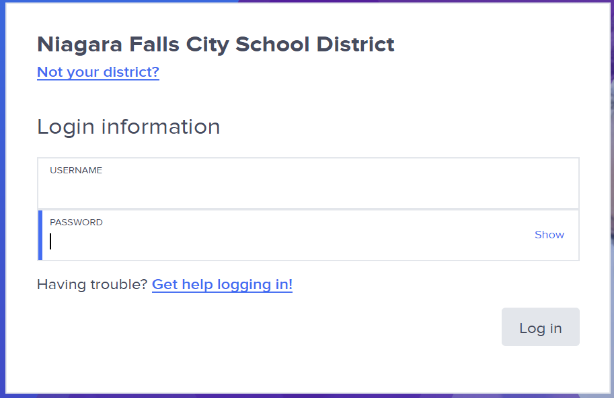 Niagara Falls City School District
Not your district?
Login information
USERNAME
PASSWORD
Show
Having trouble? Get help logging in!
Log in